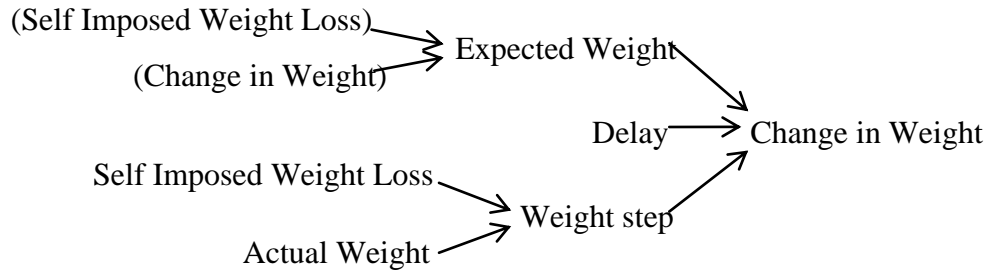 (Self Imposed Weight Loss)
Expected Weight
(Change in Weight)
Delay
Change in Weight
Self Imposed Weight Loss
Weight step
Actual Weight